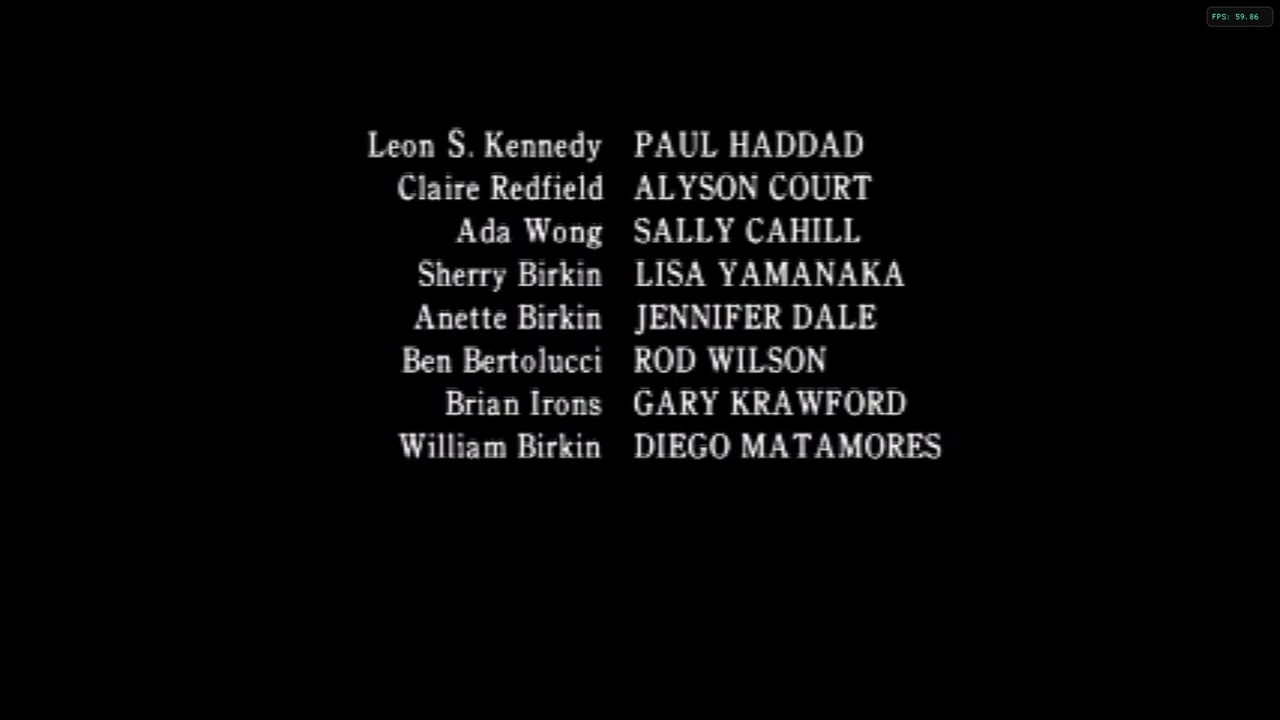 FPS: 59.86
Leon S. Kennedy PAUL HADDAD
Claire Redfield ALYSON COURT
Ada Wong SALLY CAHILL
Sherry Birkin LISA YAMANAKA
Anette Birkin JENNIFER DALE
Ben Bertolucci ROD WILSON
Brian Irons GARY KRAWFORD
William Birkin DIEGO MATAMORES